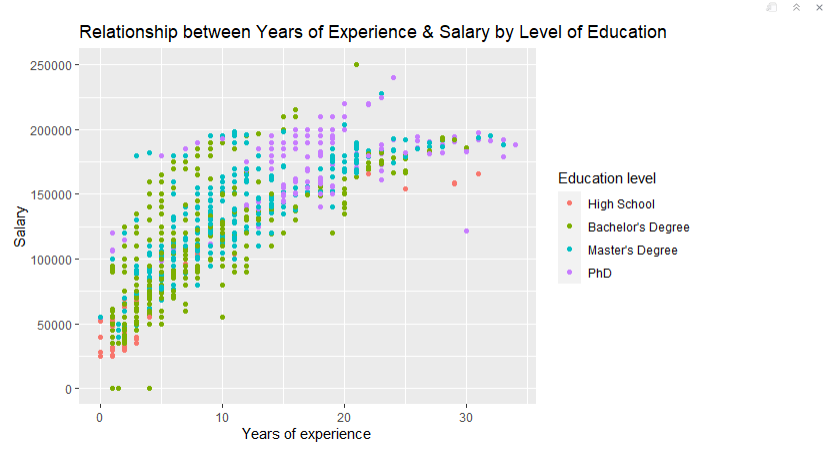 Relationship between Years of Experience & Salary by Level of Education
250000
200000
150000
100000
50000
0
Salary
0
10
20
30
Years of experience
Education level
High School
Bachelor's Degree
Master's Degree
PhD